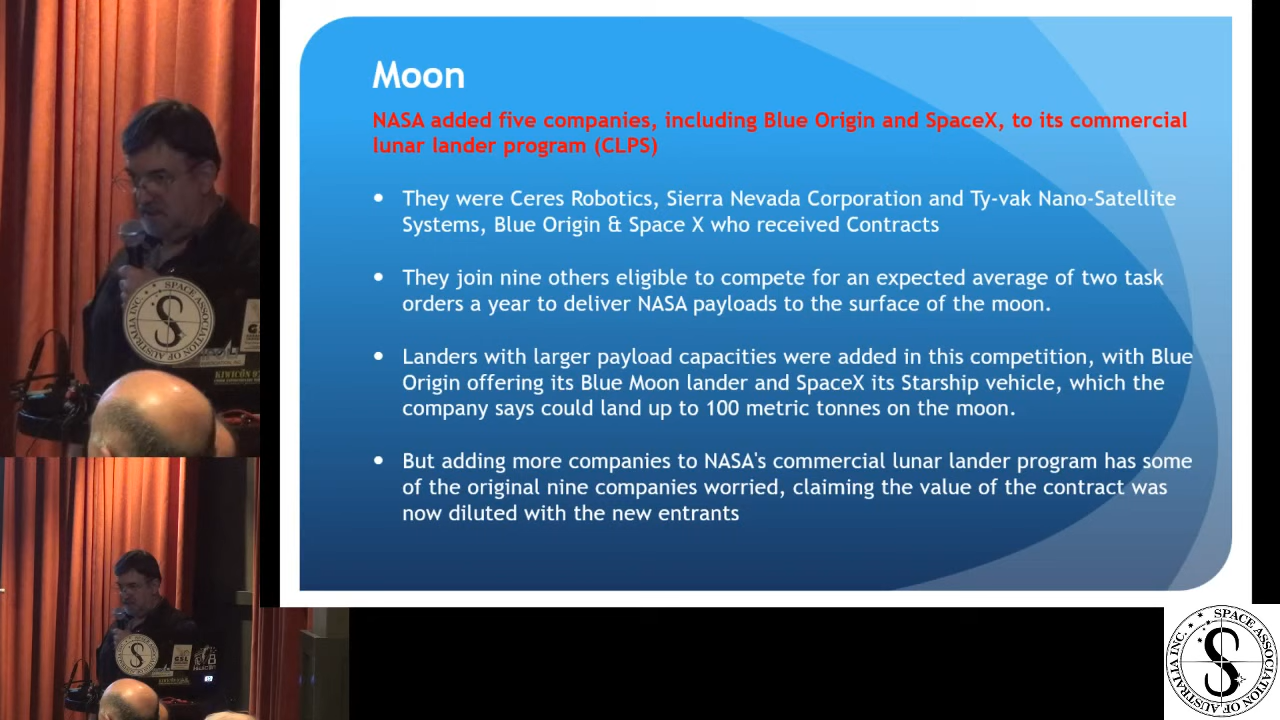 Moon
NASA added five companies, including Blue Origin and SpaceX, to its commercial
lunar lander program (CLPS)
• They were Ceres Robotics, Sierra Nevada Corporation and Ty-vak Nano-Satellite
Systems, Blue Origin & Space X who received Contracts
• They join nine others eligible to compete for an expected average of two task
orders a year to deliver NASA payloads to the surface of the moon.
• Landers with larger payload capacities were added in this competition, with Blue
Origin offering its Blue Moon lander and SpaceX its Starship vehicle, which the
company says could land up to 100 metric tonnes on the moon.
• But adding more companies to NASA's commercial lunar lander program has some
of the original nine companies worried, claiming the value of the contract was
now diluted with the new entrants
SPACE ASSOCIATION OF AUSTRALIA INC.
S
KIWICON
SPACE ASSOCIATION OF AUSTRALIA INC.
S